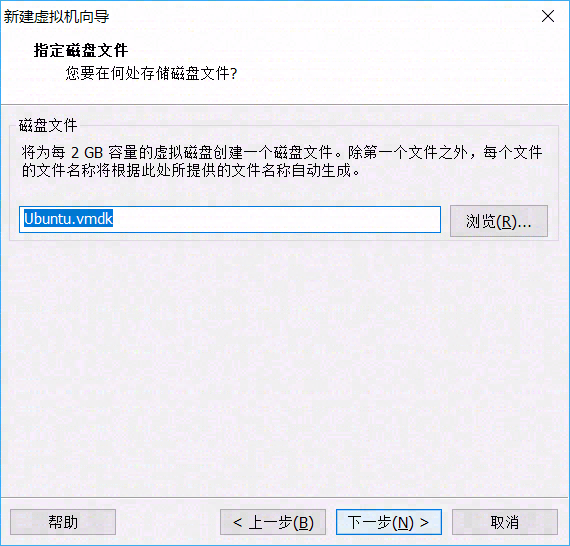 新建虚拟机向导
指定磁盘文件
您要在何处存储磁盘文件?
磁盘文件
将为每 2 GB 容量的虚拟磁盘创建一个磁盘文件。除第一个文件之外，每个文件
的文件名称将根据此处所提供的文件名称自动生成。
Ubuntu.vmdk
浏览(R)...
帮助
< 上一步(B)
下一步(N) >
取消